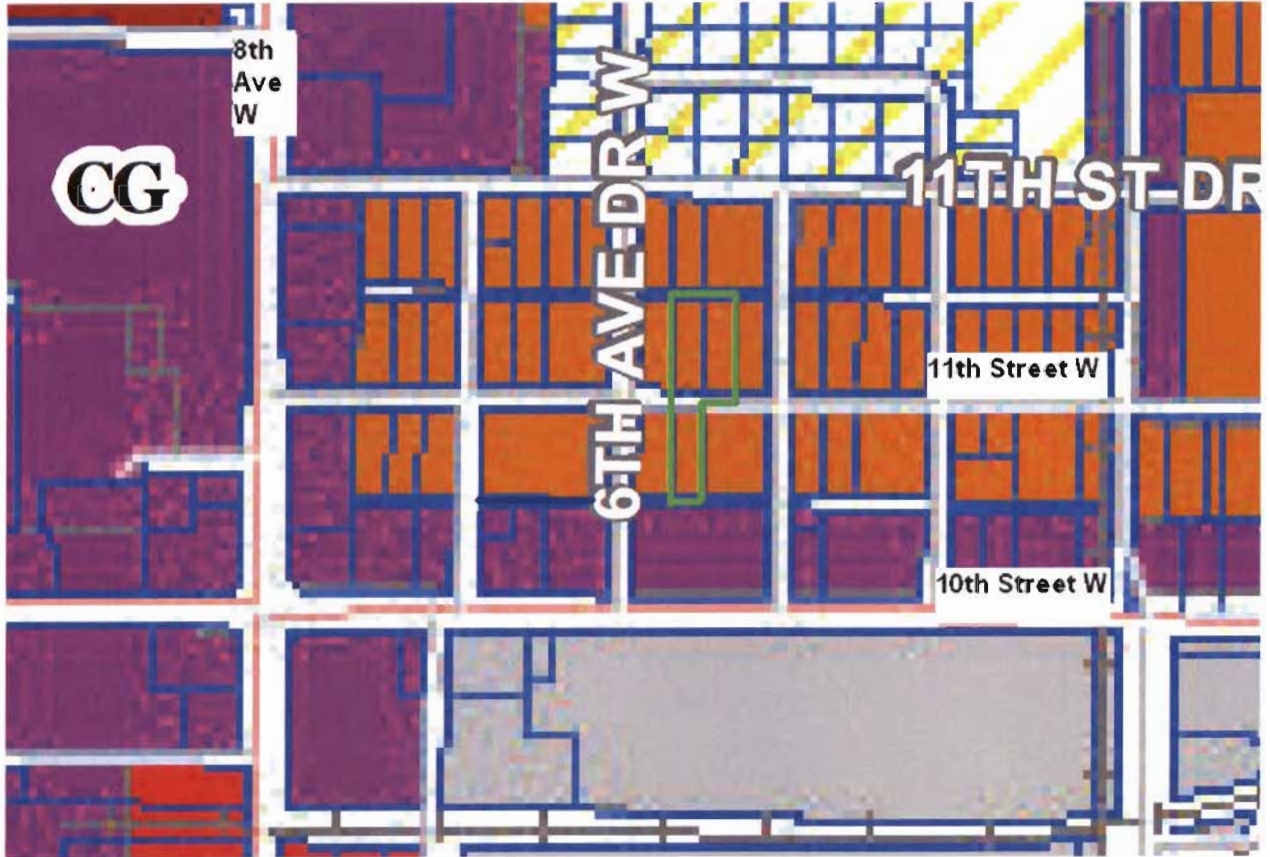 8th
Ave
W
CG
6TH AVE DR W
11TH ST DR
11th Street W
10th Street W